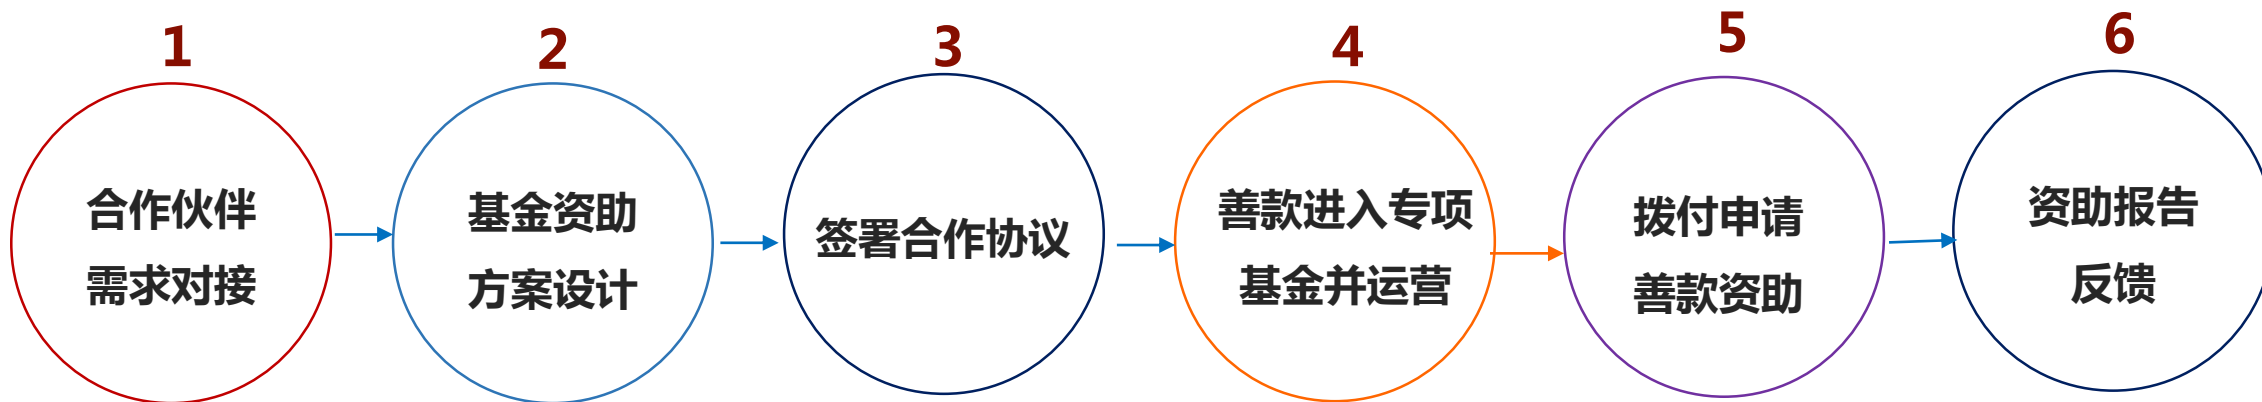 1
合作伙伴
需求对接
2
基金资助
方案设计
3
签署合作协议
4
善款进入专项
基金并运营
5
拨付申请
善款资助
6
资助报告
反馈